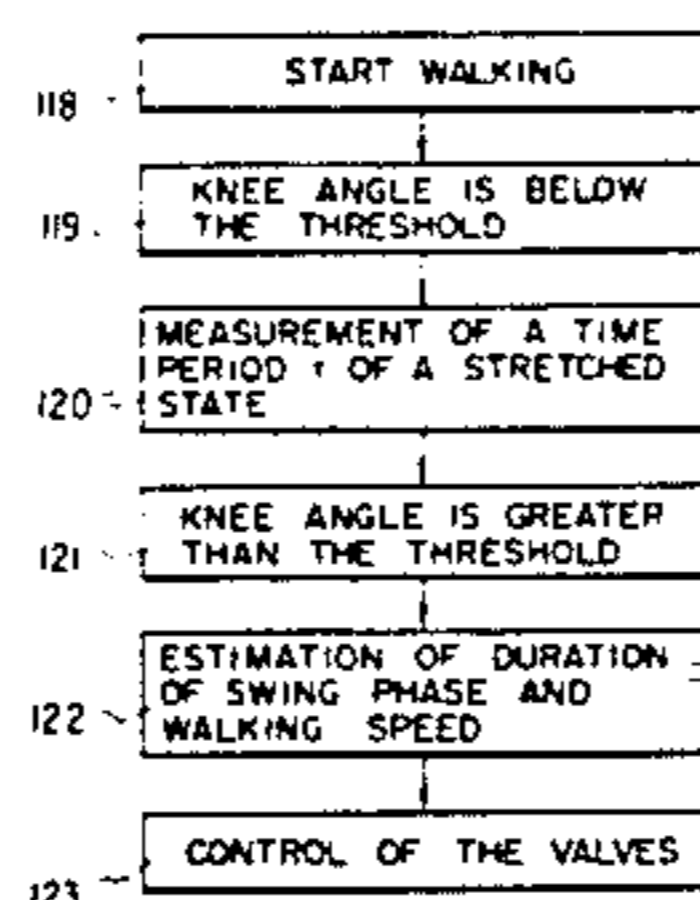 START WALKING
118
KNEE ANGLE IS BELOW
119 THE THRESHOLD
MEASUREMENT OF A TIME
PERIOD τ OF A STRETCHED
120 STATE
KNEE ANGLE IS GREATER
121 THAN THE THRESHOLD
ESTIMATION OF DURATION
OF SWING PHASE AND
122 WALKING SPEED
CONTROL OF THE VALVES
123